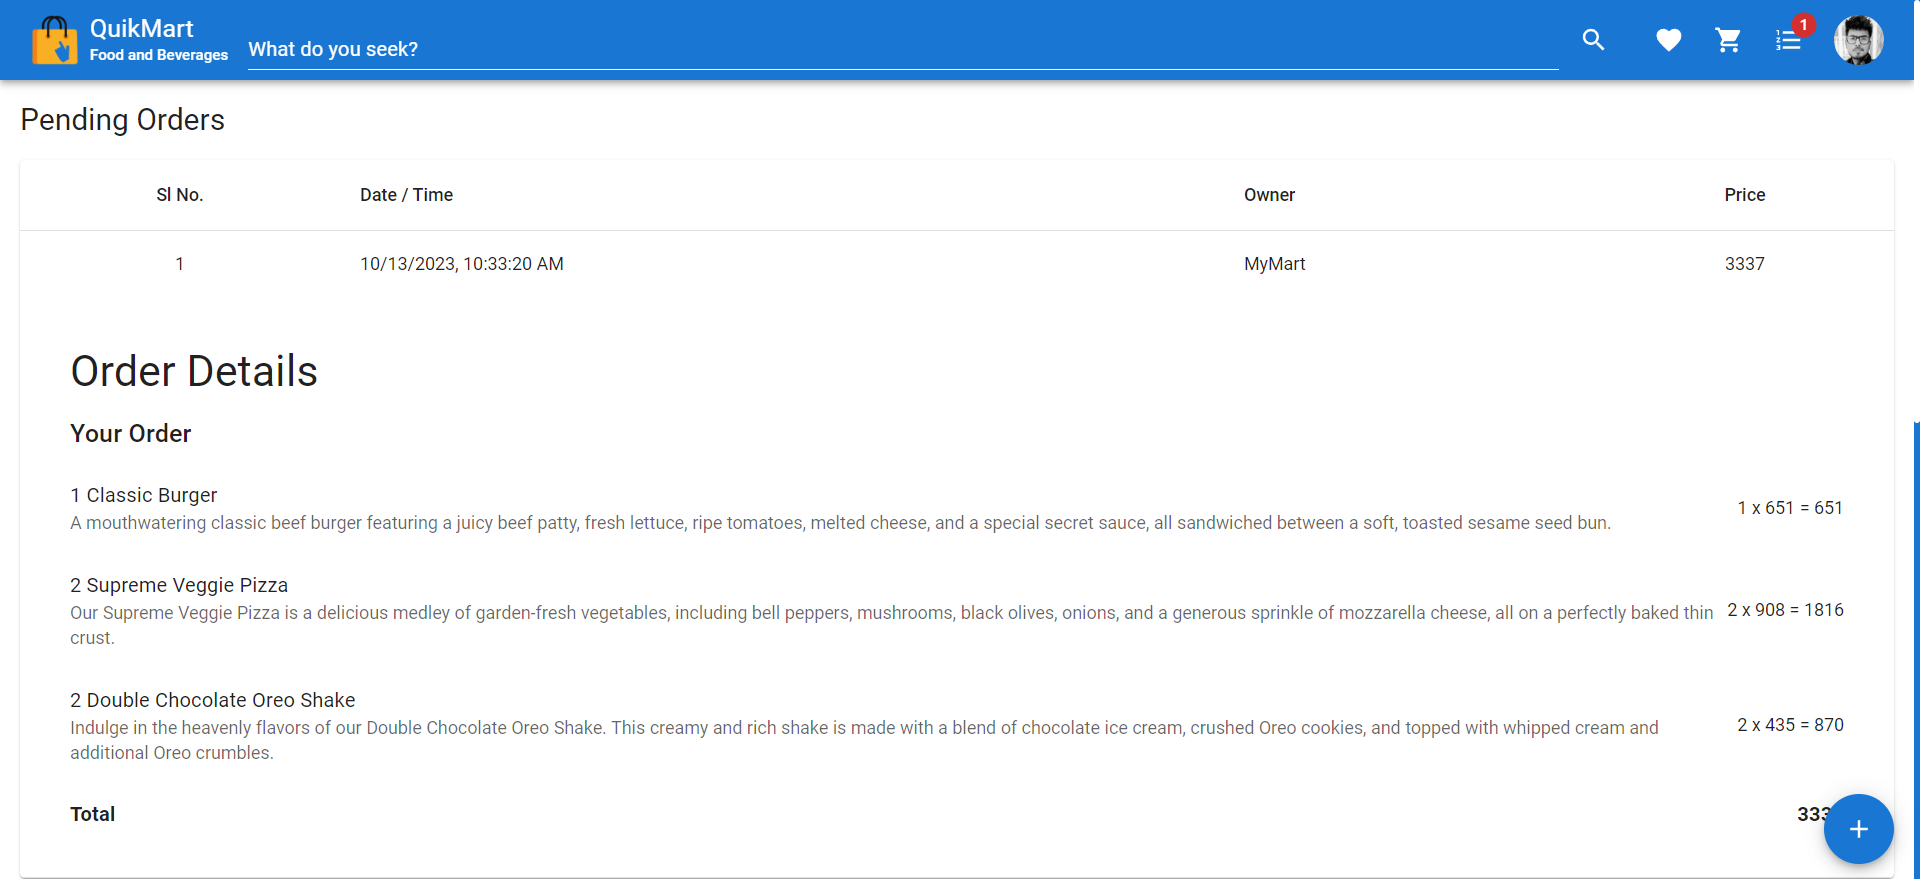 QuikMart
Food and Beverages
What do you seek?
1
2
3
1
Pending Orders
Sl No. Date / Time Owner Price
1 10/13/2023, 10:33:20 AM MyMart 3337
Order Details
Your Order
1 Classic Burger
A mouthwatering classic beef burger featuring a juicy beef patty, fresh lettuce, ripe tomatoes, melted cheese, and a special secret sauce, all sandwiched between a soft, toasted sesame seed bun.
1 x 651 = 651
2 Supreme Veggie Pizza
Our Supreme Veggie Pizza is a delicious medley of garden-fresh vegetables, including bell peppers, mushrooms, black olives, onions, and a generous sprinkle of mozzarella cheese, all on a perfectly baked thin
crust.
2 x 908 = 1816
2 Double Chocolate Oreo Shake
Indulge in the heavenly flavors of our Double Chocolate Oreo Shake. This creamy and rich shake is made with a blend of chocolate ice cream, crushed Oreo cookies, and topped with whipped cream and
additional Oreo crumbles.
2 x 435 = 870
Total
+